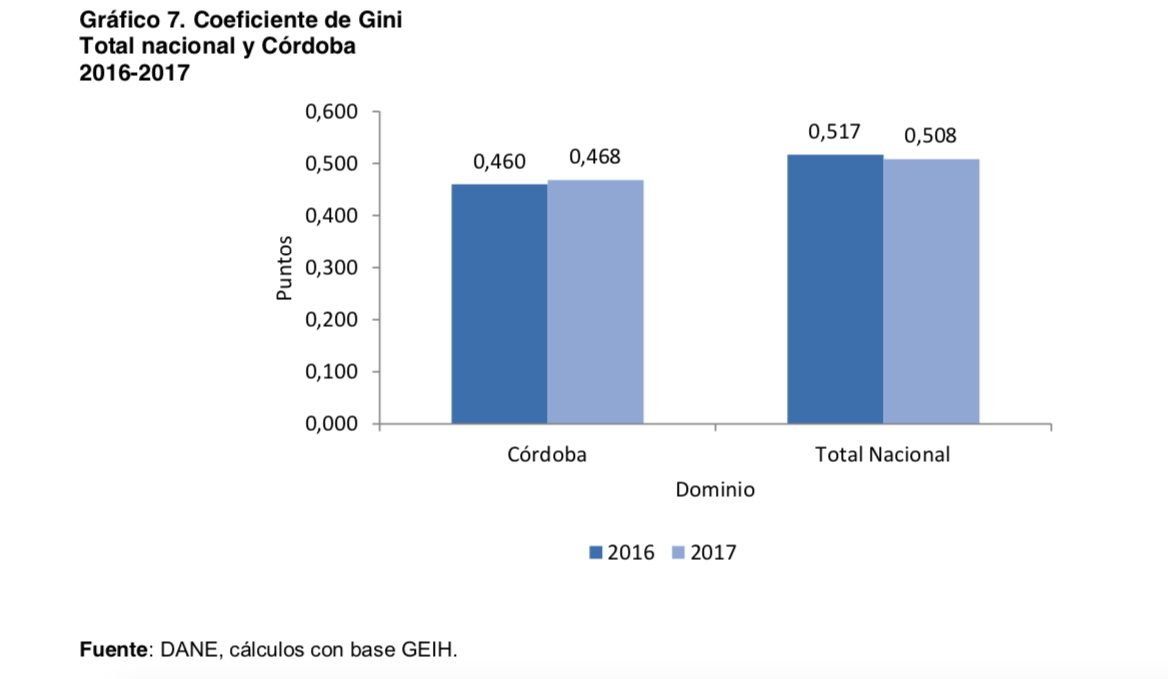 Gráfico 7. Coeficiente de Gini
Total nacional y Córdoba
2016-2017
0,600
0,500
0,400
0,300
0,200
0,100
0,000
Puntos
0,460
0,468
0,517
0,508
Córdoba
Total Nacional
Dominio
2016 2017
Fuente: DANE, cálculos con base GEIH.